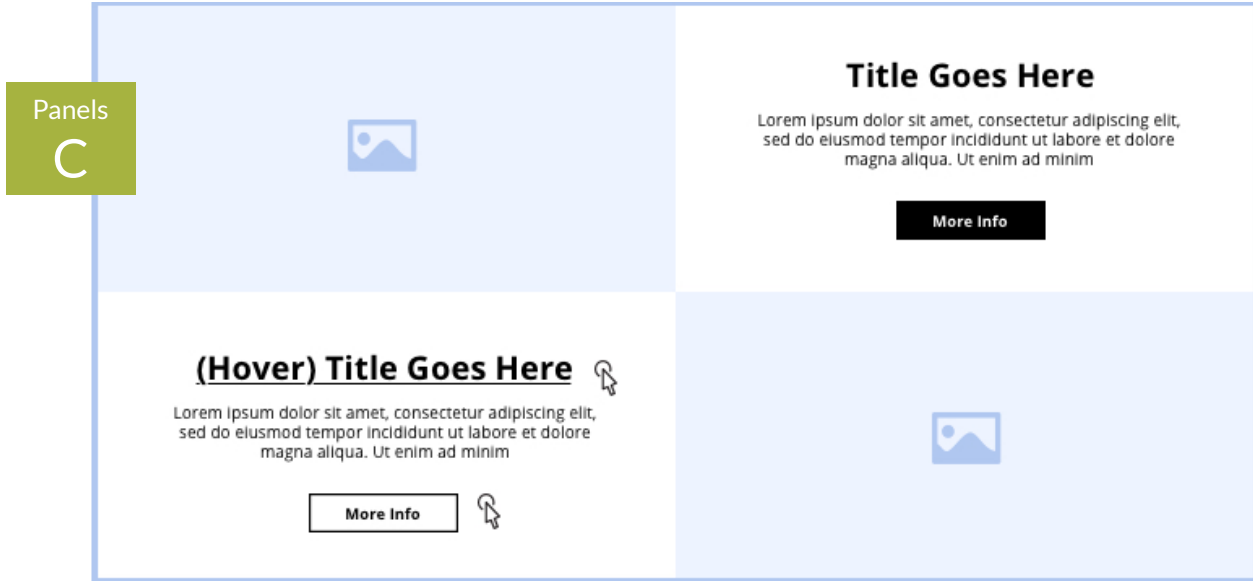 Panels
C
Title Goes Here
Lorem ipsum dolor sit amet, consectetur adipiscing elit,
sed do eiusmod tempor incididunt ut labore et dolore
magna aliqua. Ut enim ad minim
More Info
(Hover) Title Goes Here
Lorem ipsum dolor sit amet, consectetur adipiscing elit,
sed do eiusmod tempor incididunt ut labore et dolore
magna aliqua. Ut enim ad minim
More Info